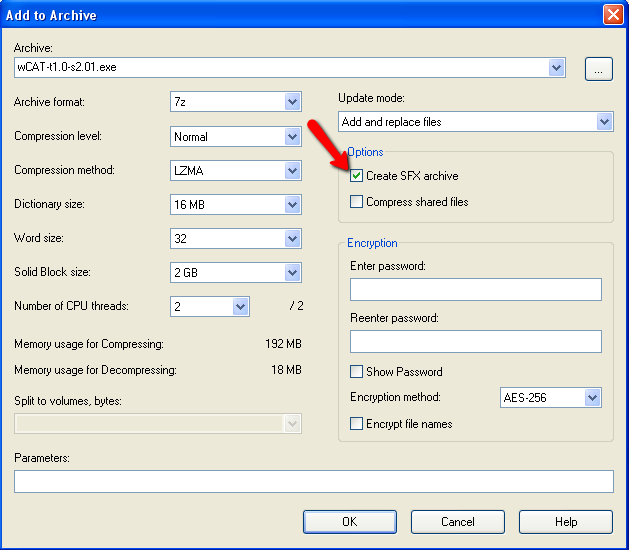 Add to Archive
Archive:
wCAT-t1.0-s2.01.exe
...
Archive format:
7z
Compression level:
Normal
Compression method:
LZMA
Dictionary size:
16 MB
Word size:
32
Solid Block size:
2 GB
Number of CPU threads:
2
/ 2
Memory usage for Compressing:
192 MB
Memory usage for Decompressing:
18 MB
Split to volumes, bytes:
Update mode:
Add and replace files
Options
Create SFX archive
Compress shared files
Encryption
Enter password:
Reenter password:
Show Password
Encryption method:
AES-256
Encrypt file names
Parameters:
OK
Cancel
Help